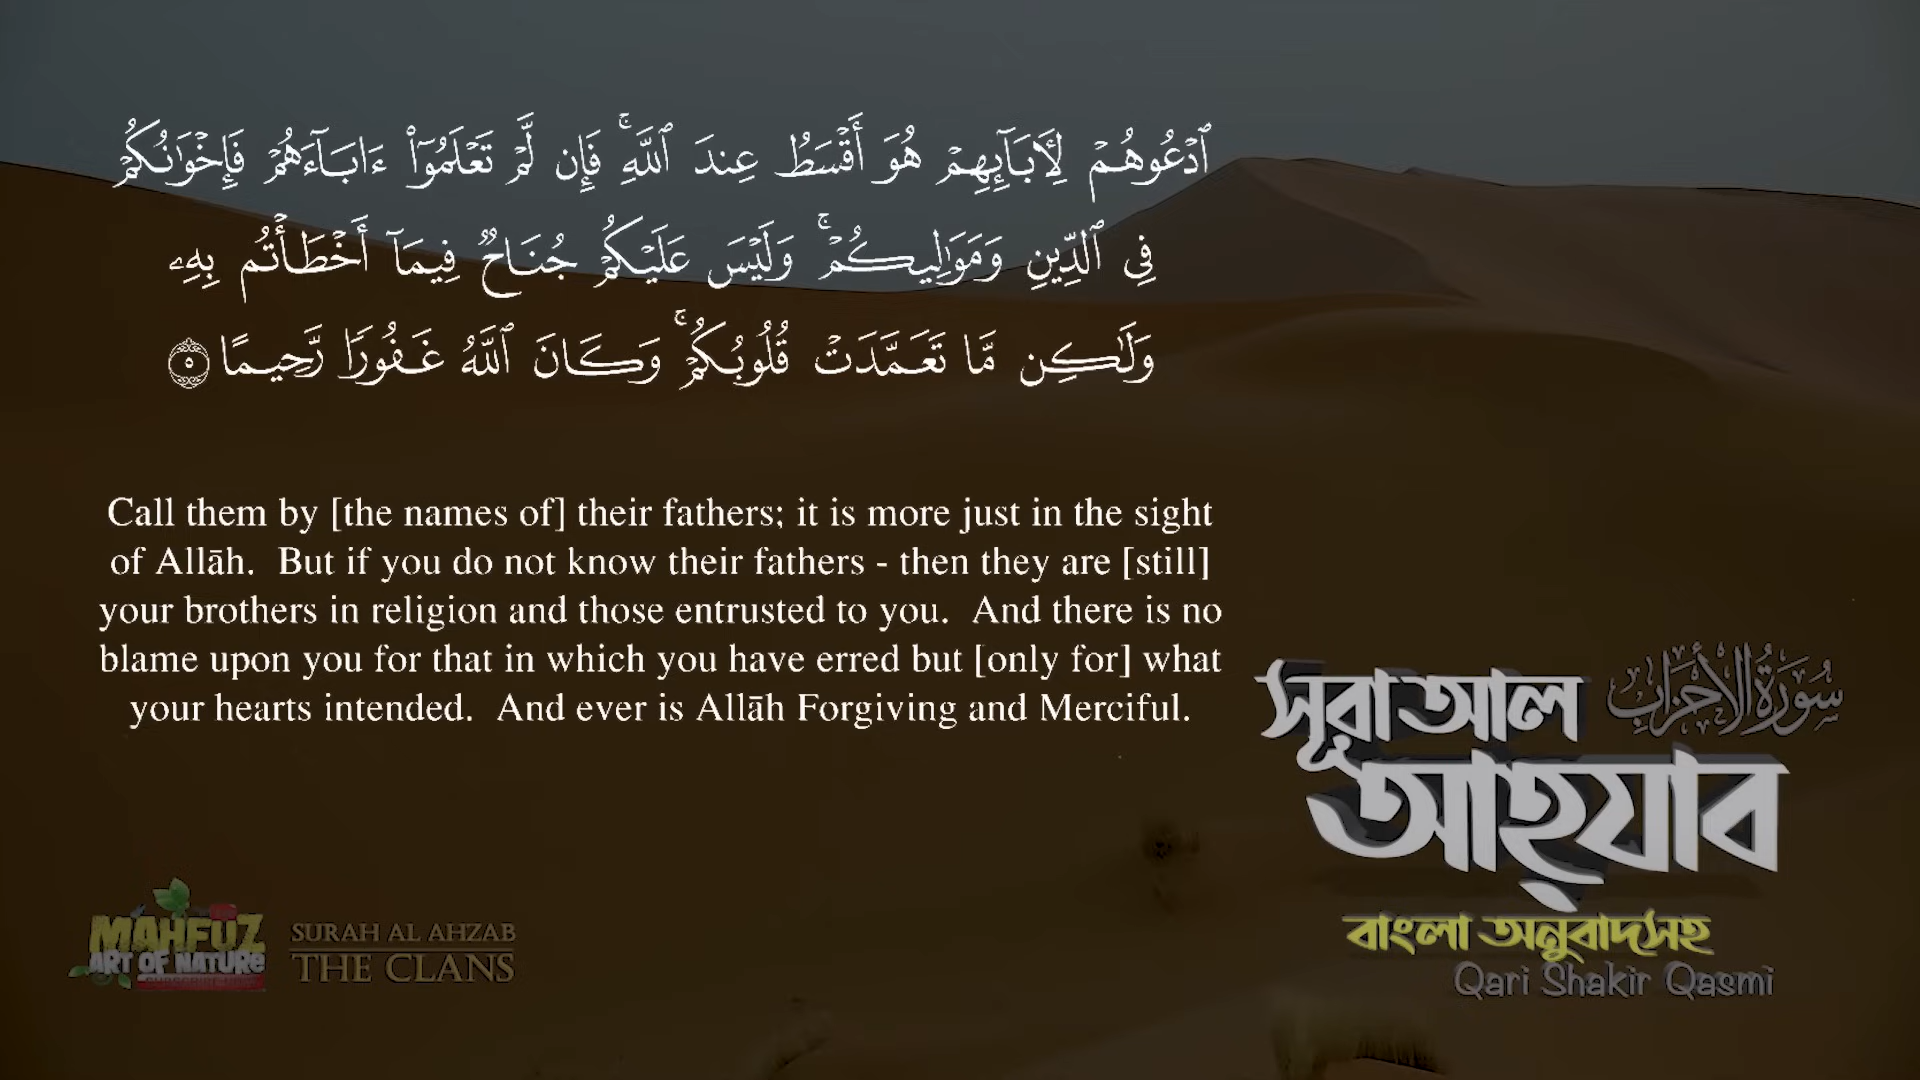 ٱدْعُوهُمْ لِأَبَآئِهِمْ هُوَ أَقْسَطُ عِندَ ٱللَّهِ ۚ فَإِن لَّمْ تَعْلَمُوٓا۟ ءَابَآءَهُمْ فَإِخْوَٰنُكُمْ
فِى ٱلدِّينِ وَمَوَٰلِيكُمْ ۚ وَلَيْسَ عَلَيْكُمْ جُنَاحٌ فِيمَآ أَخْطَأْتُم بِهِۦ
وَلَٰكِن مَّا تَعَمَّدَتْ قُلُوبُكُمْ ۚ وَكَانَ ٱللَّهُ غَفُورًا رَّحِيمًا ٥
Call them by [the names of] their fathers; it is more just in the sight
of Allāh.  But if you do not know their fathers - then they are [still]
your brothers in religion and those entrusted to you.  And there is no
blame upon you for that in which you have erred but [only for] what
your hearts intended.  And ever is Allāh Forgiving and Merciful.
সূরা আল سُورَةُ الأَحْزَاب
আহ্যাব
বাংলা অনুবাদসহ
Qari Shakir Qasmi
MAHFUZ
ART OF NATURE
SURAH AL AHZAB
THE CLANS